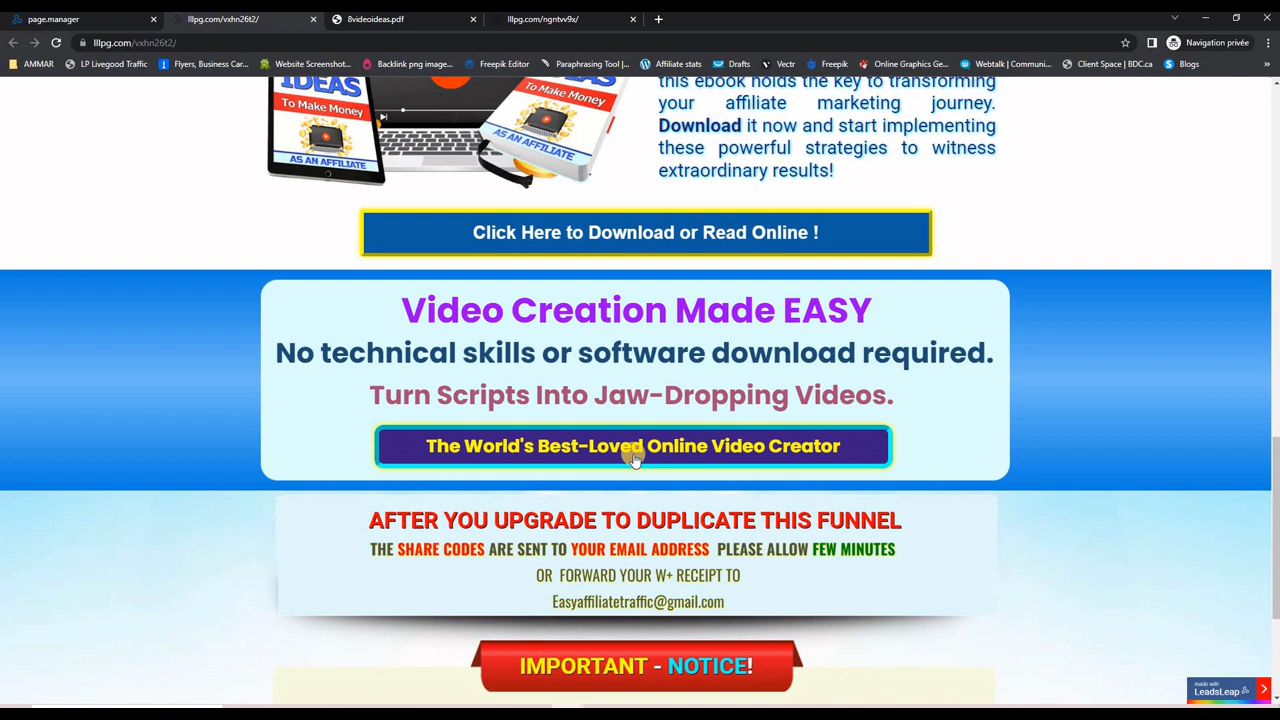 page.manager
lllpg.com/vxhn26t2/
8videoideas.pdf
lllpg.com/ngntvv9x/
lllpg.com/vxhn26t2/
Navigation privée
AMMAR
LP Livegood Traffic
Flyers, Business Car...
Website Screenshot...
Backlink png image...
Freepik Editor
Paraphrasing Tool |...
Affiliate stats
Drafts
Vectr
Freepik
Online Graphics Ge...
Webtalk | Communi...
Client Space | BDC.ca
Blogs
IDEAS
To Make Money
AS AN AFFILIATE
To Make Money
AS AN AFFILIATE
this ebook holds the key to transforming
your affiliate marketing journey.
Download it now and start implementing
these powerful strategies to witness
extraordinary results!
Click Here to Download or Read Online !
Video Creation Made EASY
No technical skills or software download required.
Turn Scripts Into Jaw-Dropping Videos.
The World's Best-Loved Online Video Creator
AFTER YOU UPGRADE TO DUPLICATE THIS FUNNEL
THE SHARE CODES ARE SENT TO YOUR EMAIL ADDRESS PLEASE ALLOW FEW MINUTES
OR FORWARD YOUR W+ RECEIPT TO
Easyaffiliatetraffic@gmail.com
IMPORTANT - NOTICE!
made with
LeadsLeap